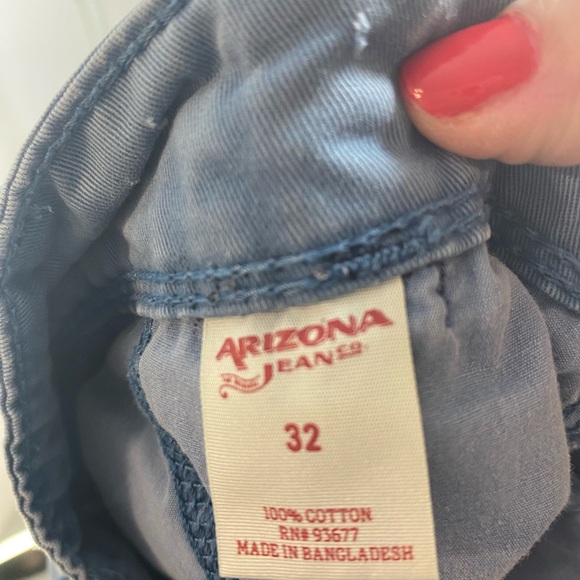 ARIZONA
JEAN CO.
32
100% COTTON
RN# 93677
MADE IN BANGLADESH